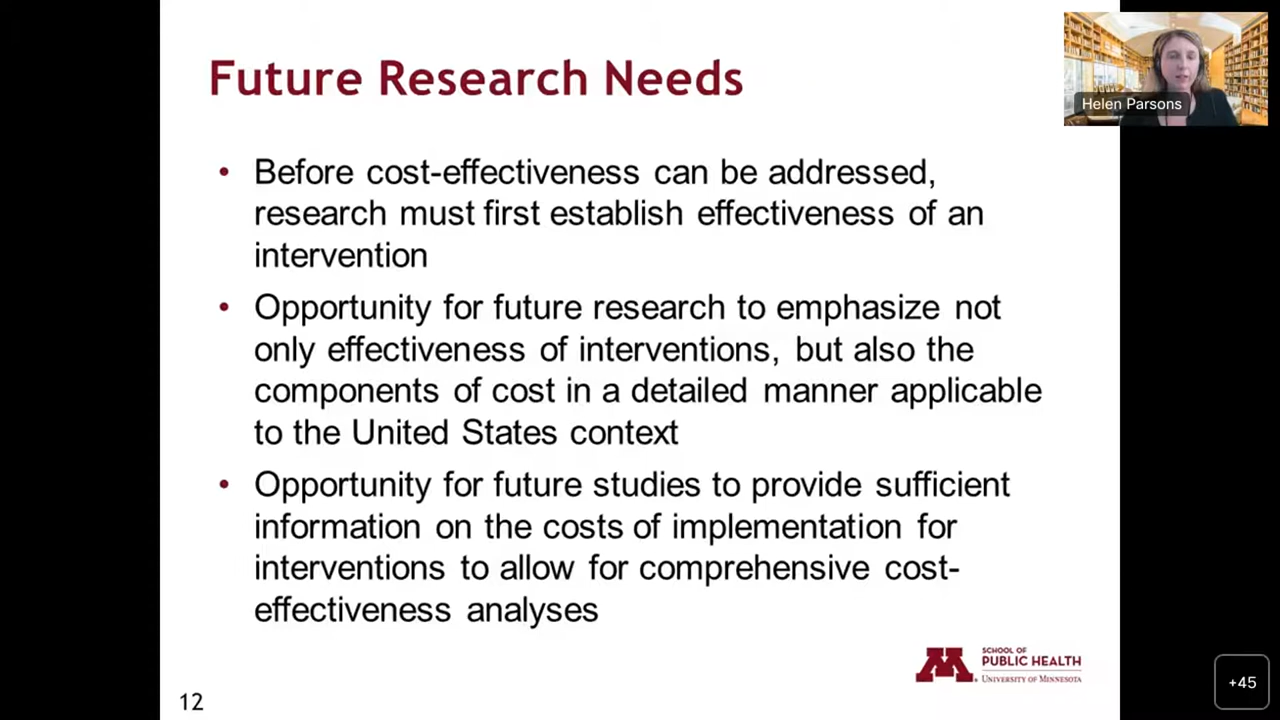 Future Research Needs
Helen Parsons
• Before cost-effectiveness can be addressed,
research must first establish effectiveness of an
intervention
• Opportunity for future research to emphasize not
only effectiveness of interventions, but also the
components of cost in a detailed manner applicable
to the United States context
• Opportunity for future studies to provide sufficient
information on the costs of implementation for
interventions to allow for comprehensive cost-
effectiveness analyses
M
SCHOOL OF
PUBLIC HEALTH
UNIVERSITY OF MINNESOTA
12
+45